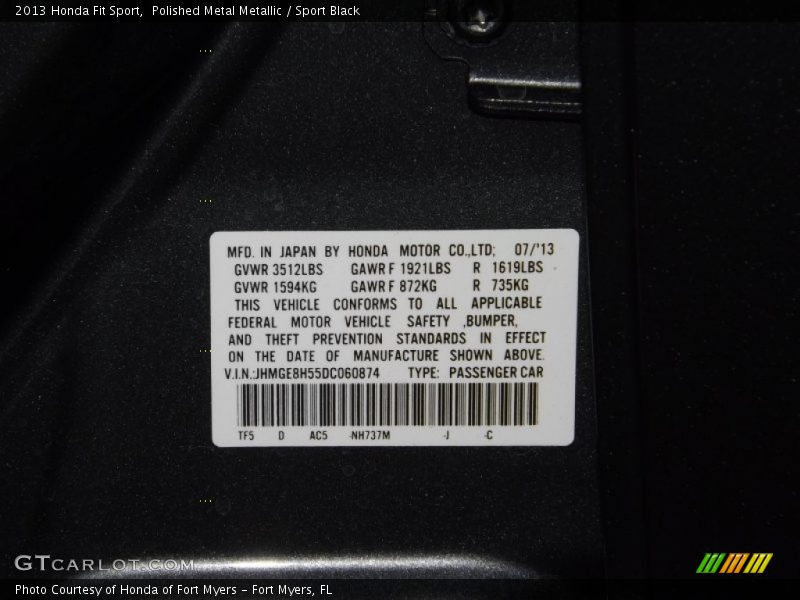 2013 Honda Fit Sport, Polished Metal Metallic / Sport Black
MFD. IN JAPAN BY HONDA MOTOR CO.,LTD; 07/'13
GVWR 3512LBS GAWR F 1921LBS R 1619LBS
GVWR 1594KG GAWR F 872KG R 735KG
THIS VEHICLE CONFORMS TO ALL APPLICABLE
FEDERAL MOTOR VEHICLE SAFETY ,BUMPER,
AND THEFT PREVENTION STANDARDS IN EFFECT
ON THE DATE OF MANUFACTURE SHOWN ABOVE.
V.I.N.:JHMGE8H55DC060874 TYPE: PASSENGER CAR
TF5 D AC5 -NH737M -J -C
GTCARLOT.COM
Photo Courtesy of Honda of Fort Myers - Fort Myers, FL